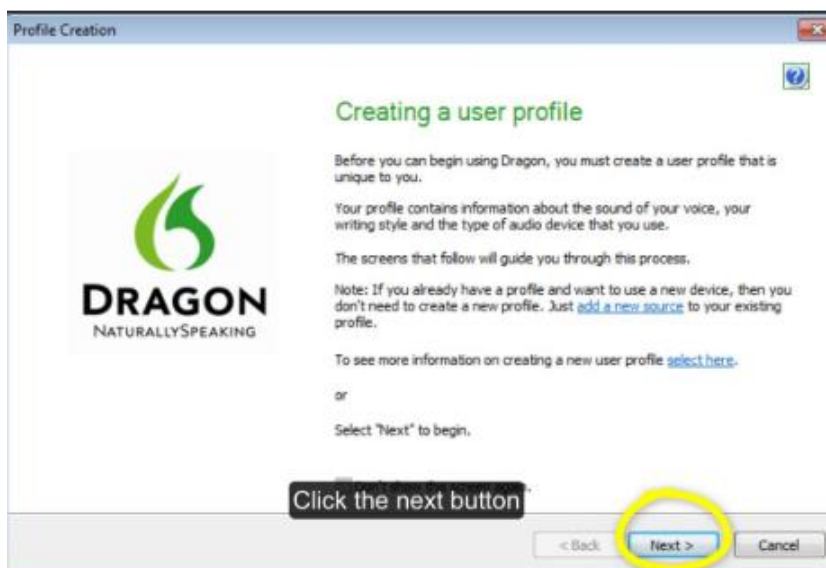 Profile Creation
Creating a user profile
Before you can begin using Dragon, you must create a user profile that is
unique to you.
Your profile contains information about the sound of your voice, your
writing style and the type of audio device that you use.
The screens that follow will guide you through this process.
Note: If you already have a profile and want to use a new device, then you
don't need to create a new profile. Just add a new source to your existing
profile.
To see more information on creating a new user profile select here.
or
Select "Next" to begin.
DRAGON
NATURALLYSPEAKING
Click the next button
< Back
Next >
Cancel